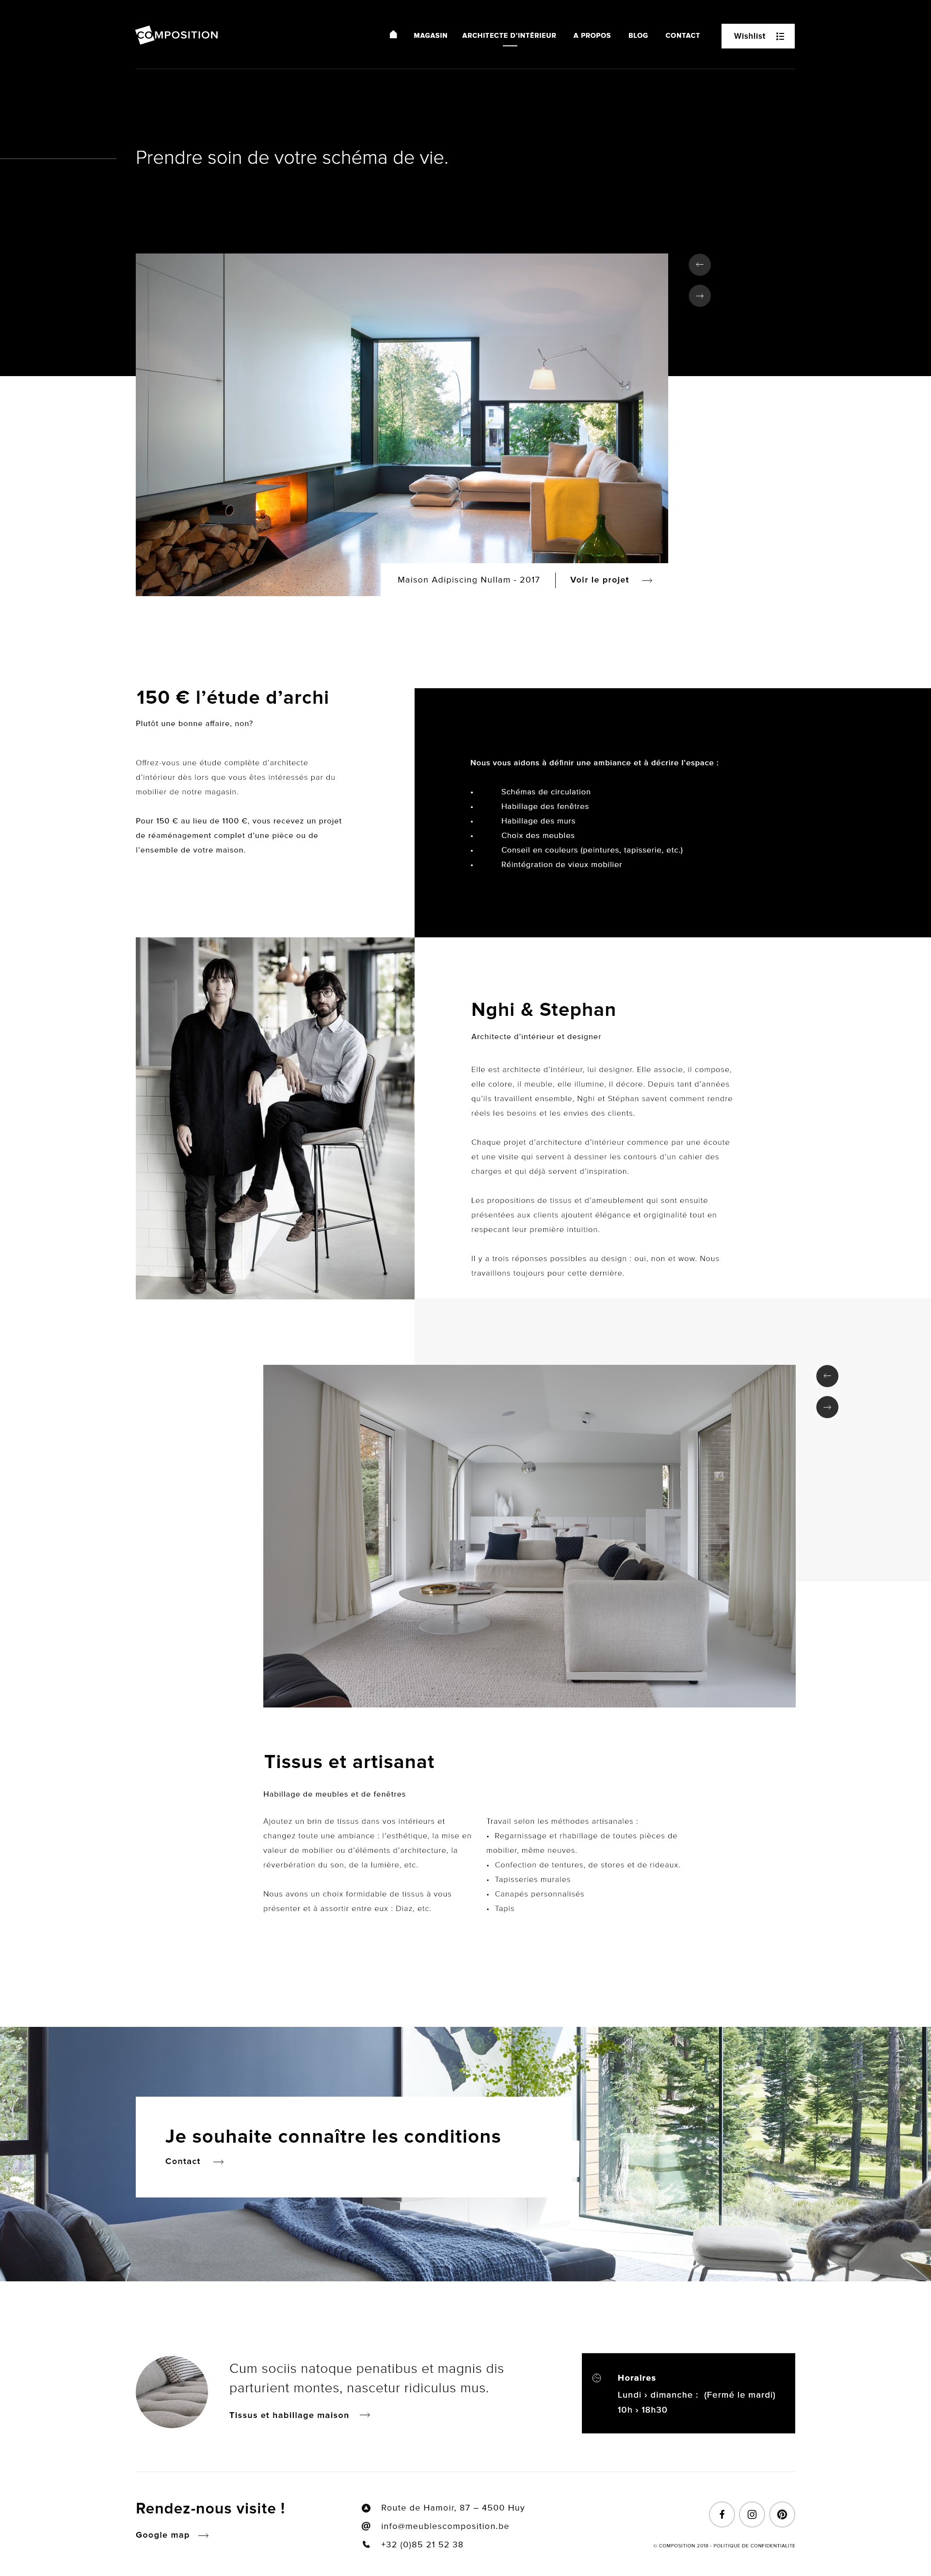 COMPOSITION
MAGASIN
ARCHITECTE D'INTÉRIEUR
A PROPOS
BLOG
CONTACT
Wishlist
Prendre soin de votre schéma de vie.
Maison Adipiscing Nullam - 2017
Voir le projet
150 € l'étude d'archi
Plutôt une bonne affaire, non?
Offrez-vous une étude complète d'architecte
d'intérieur dès lors que vous êtes intéressés par du
mobilier de notre magasin.
Pour 150 € au lieu de 1100 €, vous recevez un projet
de réaménagement complet d'une pièce ou de
l'ensemble de votre maison.
Nous vous aidons à définir une ambiance et à décrire l'espace :
• Schémas de circulation
• Habillage des fenêtres
• Habillage des murs
• Choix des meubles
• Conseil en couleurs (peintures, tapisserie, etc.)
• Réintégration de vieux mobilier
Nghi & Stephan
Architecte d'intérieur et designer
Elle est architecte d'intérieur, lui designer. Elle associe, il compose,
elle colore, il meuble, elle illumine, il décore. Depuis tant d'années
qu'ils travaillent ensemble, Nghi et Stéphan savent comment rendre
réels les besoins et les envies des clients.
Chaque projet d'architecture d'intérieur commence par une écoute
et une visite qui servent à dessiner les contours d'un cahier des
charges et qui déjà servent d'inspiration.
Les propositions de tissus et d'ameublement qui sont ensuite
présentées aux clients ajoutent élégance et orgiginalité tout en
respecant leur première intuition.
Il y a trois réponses possibles au design : oui, non et wow. Nous
travaillons toujours pour cette dernière.
Tissus et artisanat
Habillage de meubles et de fenêtres
Ajoutez un brin de tissus dans vos intérieurs et
changez toute une ambiance : l'esthétique, la mise en
valeur de mobilier ou d'éléments d'architecture, la
réverbération du son, de la lumière, etc.
Nous avons un choix formidable de tissus à vous
présenter et à assortir entre eux : Diaz, etc.
Travail selon les méthodes artisanales :
• Regarnissage et rhabillage de toutes pièces de
mobilier, même neuves.
• Confection de tentures, de stores et de rideaux.
• Tapisseries murales
• Canapés personnalisés
• Tapis
Je souhaite connaître les conditions
Contact
Cum sociis natoque penatibus et magnis dis
parturient montes, nascetur ridiculus mus.
Tissus et habillage maison
Horaires
Lundi › dimanche : (Fermé le mardi)
10h › 18h30
Rendez-nous visite !
Google map
Route de Hamoir, 87 – 4500 Huy
info@meublescomposition.be
+32 (0)85 21 52 38
© COMPOSITION 2018 - POLITIQUE DE CONFIDENTIALITE